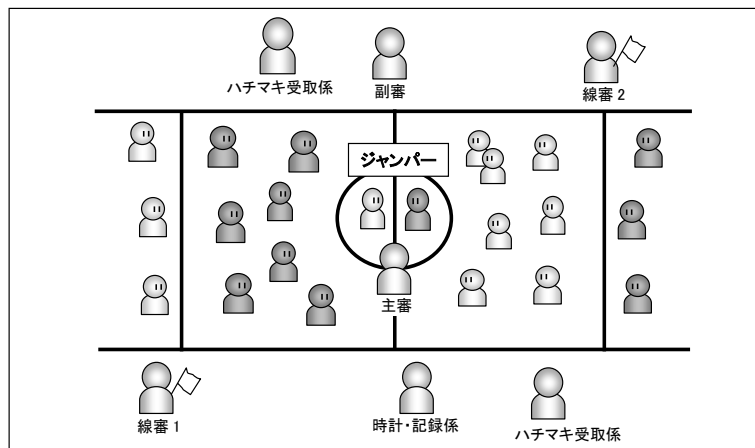 ハチマキ受取係
副審
線審2
ジャンパー
主審
線審1
時計・記録係
ハチマキ受取係